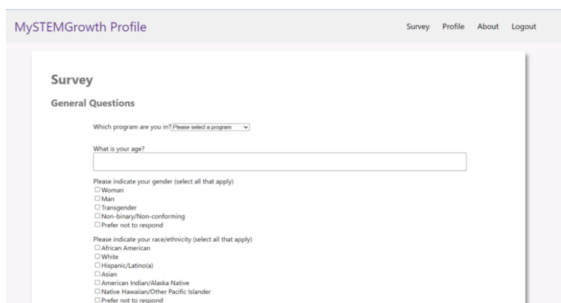 MySTEMGrowth Profile
Survey Profile About Logout
Survey
General Questions
Which program are you in? Please select a program
What is your age?
Please indicate your gender (select all that apply)
Woman
Man
Transgender
Non-binary/Non-conforming
Prefer not to respond
Please indicate your race/ethnicity (select all that apply)
African American
White
Hispanic/Latino(a)
Asian
American Indian/Alaska Native
Native Hawaiian/Other Pacific Islander
Prefer not to respond